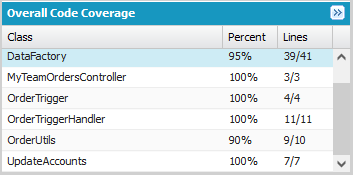 Overall Code Coverage
Class Percent Lines
DataFactory 95% 39/41
MyTeamOrdersController 100% 3/3
OrderTrigger 100% 4/4
OrderTriggerHandler 100% 11/11
OrderUtils 90% 9/10
UpdateAccounts 100% 7/7